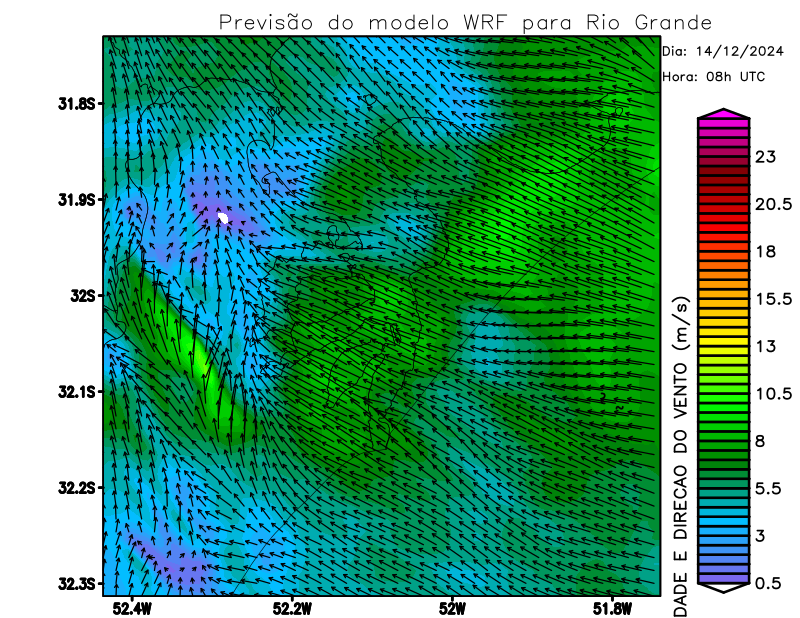 Previsão do modelo WRF para Rio Grande
Dia: 14/12/2024
Hora: 08h UTC
31.8S
31.9S
32S
32.1S
32.2S
32.3S
52.4W
52.2W
52W
51.8W
23
20.5
18
15.5
13
10.5
8
5.5
3
0.5
DADE E DIRECAO DO VENTO (m/s)